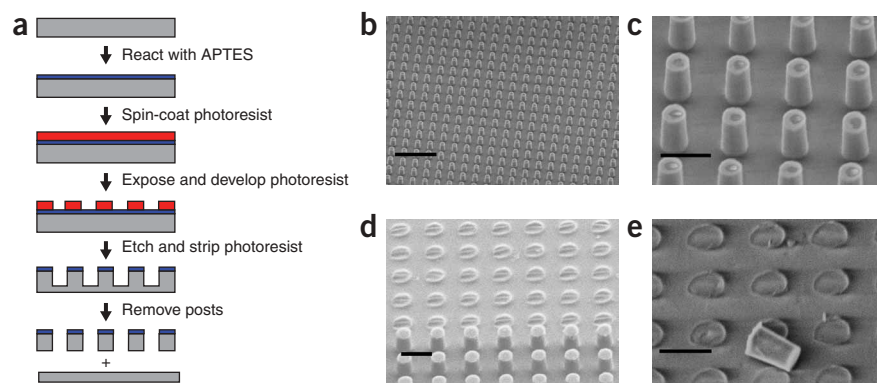 a
React with APTES
Spin-coat photoresist
Expose and develop photoresist
Etch and strip photoresist
Remove posts
+
b
c
d
e